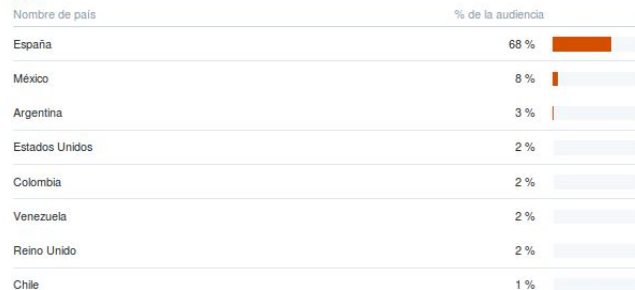 Nombre de país % de la audiencia
España 68 %
México 8 %
Argentina 3 %
Estados Unidos 2 %
Colombia 2 %
Venezuela 2 %
Reino Unido 2 %
Chile 1 %